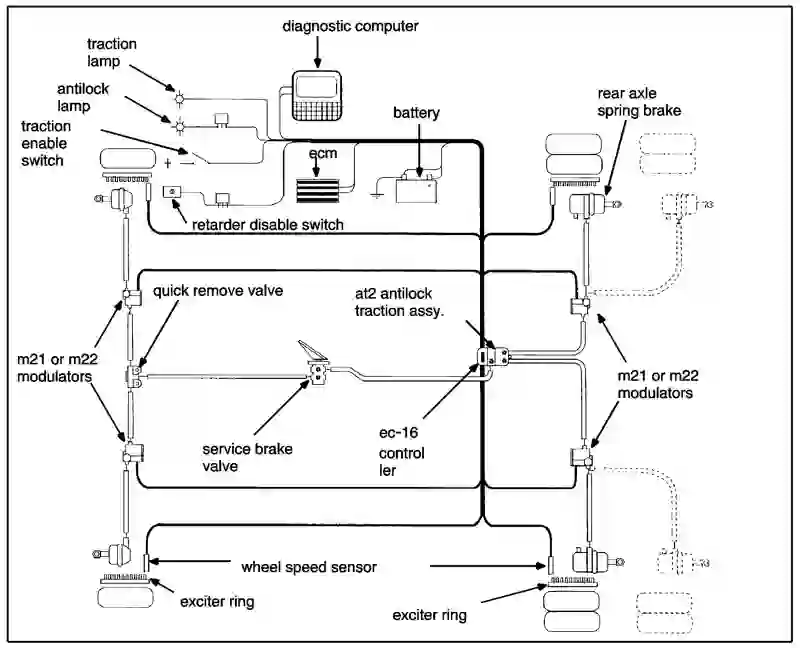 diagnostic computer
traction
lamp
antilock
lamp
traction
enable
switch
battery
rear axle
spring brake
+ —
ecm
retarder disable switch
quick remove valve
at2 antilock
traction assy.
m21 or m22
modulators
m21 or m22
modulators
service brake
valve
ec-16
control
ler
wheel speed sensor
exciter ring
exciter ring